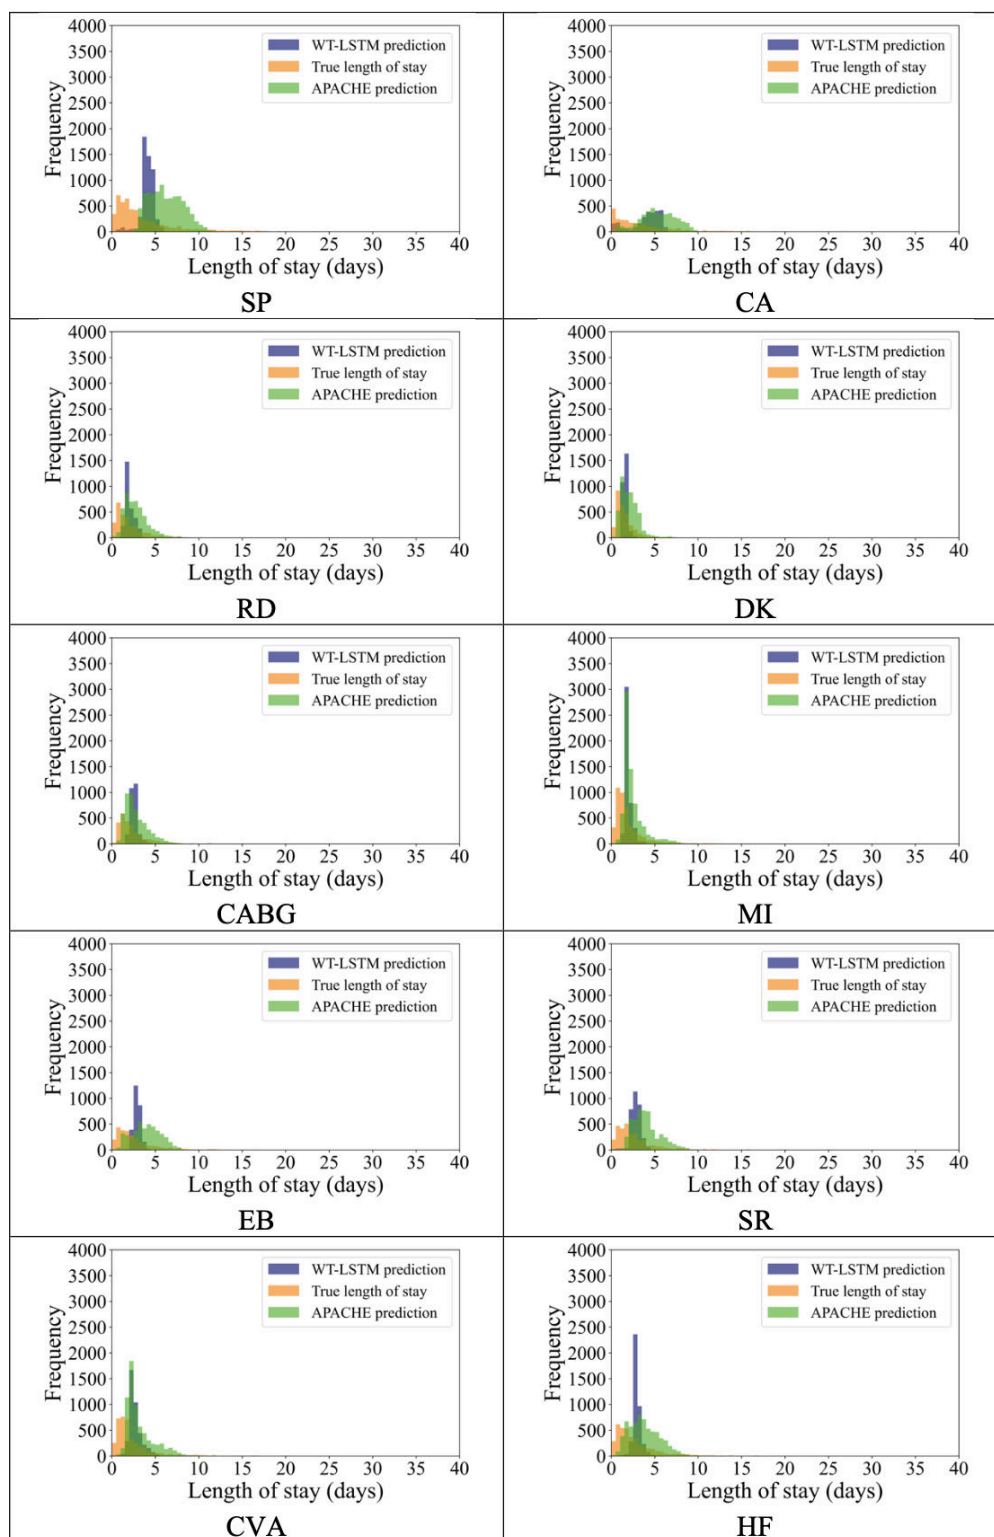 4000
3500
3000
2500
2000
1500
1000
500
0
Frequency
WT-LSTM prediction
True length of stay
APACHE prediction
0 5 10 15 20 25 30 35 40
Length of stay (days)
SP
4000
3500
3000
2500
2000
1500
1000
500
0
Frequency
WT-LSTM prediction
True length of stay
APACHE prediction
0 5 10 15 20 25 30 35 40
Length of stay (days)
CA
4000
3500
3000
2500
2000
1500
1000
500
0
Frequency
WT-LSTM prediction
True length of stay
APACHE prediction
0 5 10 15 20 25 30 35 40
Length of stay (days)
RD
4000
3500
3000
2500
2000
1500
1000
500
0
Frequency
WT-LSTM prediction
True length of stay
APACHE prediction
0 5 10 15 20 25 30 35 40
Length of stay (days)
DK
4000
3500
3000
2500
2000
1500
1000
500
0
Frequency
WT-LSTM prediction
True length of stay
APACHE prediction
0 5 10 15 20 25 30 35 40
Length of stay (days)
CABG
4000
3500
3000
2500
2000
1500
1000
500
0
Frequency
WT-LSTM prediction
True length of stay
APACHE prediction
0 5 10 15 20 25 30 35 40
Length of stay (days)
MI
4000
3500
3000
2500
2000
1500
1000
500
0
Frequency
WT-LSTM prediction
True length of stay
APACHE prediction
0 5 10 15 20 25 30 35 40
Length of stay (days)
EB
4000
3500
3000
2500
2000
1500
1000
500
0
Frequency
WT-LSTM prediction
True length of stay
APACHE prediction
0 5 10 15 20 25 30 35 40
Length of stay (days)
SR
4000
3500
3000
2500
2000
1500
1000
500
0
Frequency
WT-LSTM prediction
True length of stay
APACHE prediction
0 5 10 15 20 25 30 35 40
Length of stay (days)
CVA
4000
3500
3000
2500
2000
1500
1000
500
0
Frequency
WT-LSTM prediction
True length of stay
APACHE prediction
0 5 10 15 20 25 30 35 40
Length of stay (days)
HF